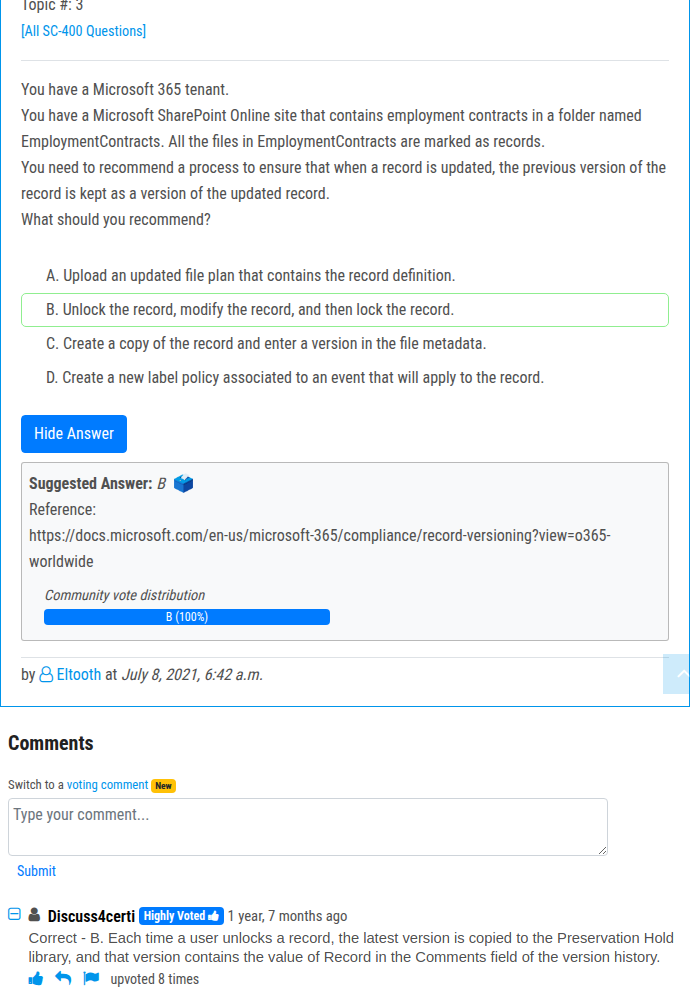 Topic #: 3
[All SC-400 Questions]
You have a Microsoft 365 tenant.
You have a Microsoft SharePoint Online site that contains employment contracts in a folder named
EmploymentContracts. All the files in EmploymentContracts are marked as records.
You need to recommend a process to ensure that when a record is updated, the previous version of the
record is kept as a version of the updated record.
What should you recommend?
A. Upload an updated file plan that contains the record definition.
B. Unlock the record, modify the record, and then lock the record.
C. Create a copy of the record and enter a version in the file metadata.
D. Create a new label policy associated to an event that will apply to the record.
Hide Answer
Suggested Answer: B
Reference:
https://docs.microsoft.com/en-us/microsoft-365/compliance/record-versioning?view=o365-
worldwide
Community vote distribution
B (100%)
by Eltooth at July 8, 2021, 6:42 a.m.
Comments
Switch to a voting comment New
Type your comment...
Submit
Discuss4certi Highly Voted 1 year, 7 months ago
Correct - B. Each time a user unlocks a record, the latest version is copied to the Preservation Hold
library, and that version contains the value of Record in the Comments field of the version history.
upvoted 8 times